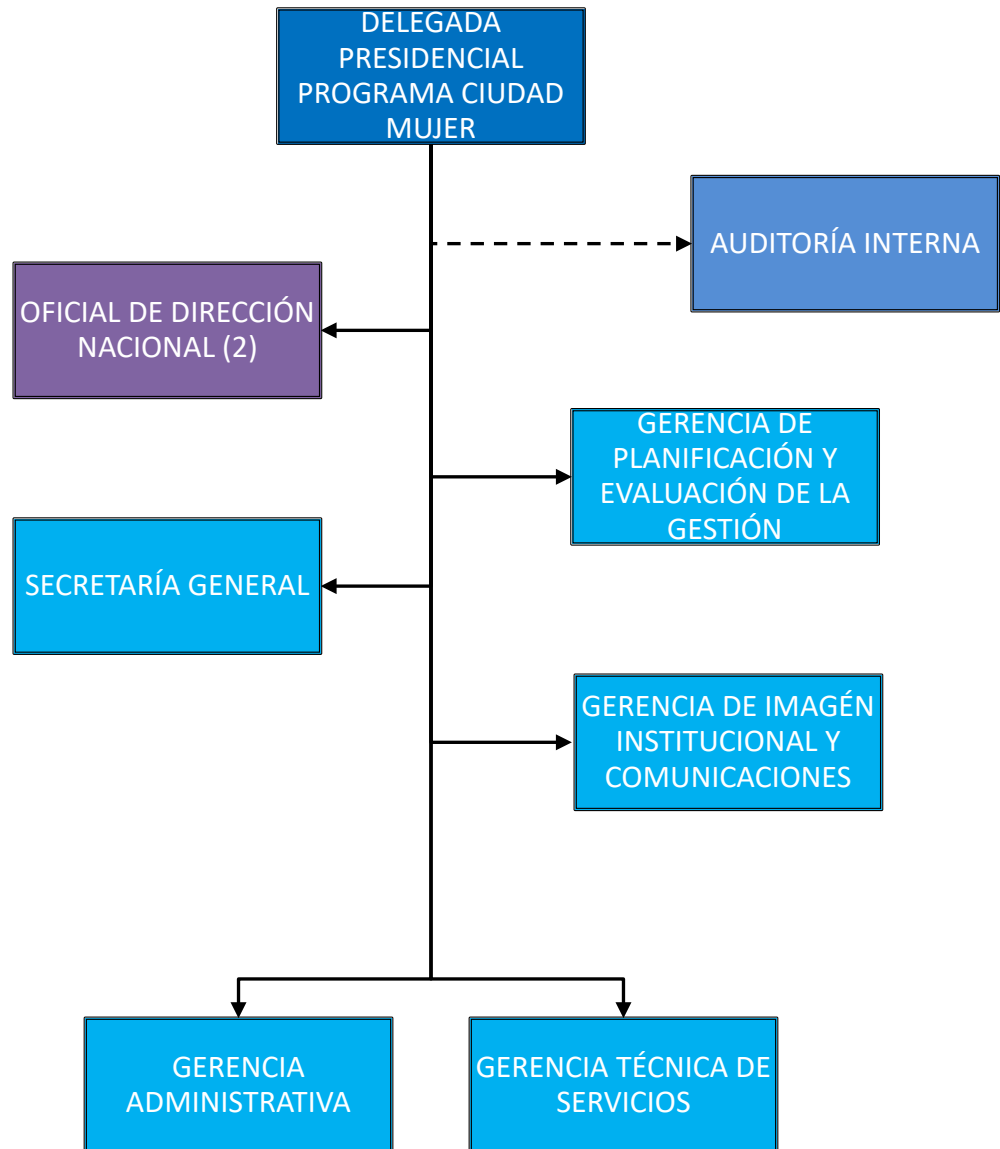 DELEGADA
PRESIDENCIAL
PROGRAMA CIUDAD
MUJER
AUDITORÍA INTERNA
OFICIAL DE DIRECCIÓN
NACIONAL (2)
GERENCIA DE
PLANIFICACIÓN Y
EVALUACIÓN DE LA
GESTIÓN
SECRETARÍA GENERAL
GERENCIA DE IMAGÉN
INSTITUCIONAL Y
COMUNICACIONES
GERENCIA
ADMINISTRATIVA
GERENCIA TÉCNICA DE
SERVICIOS